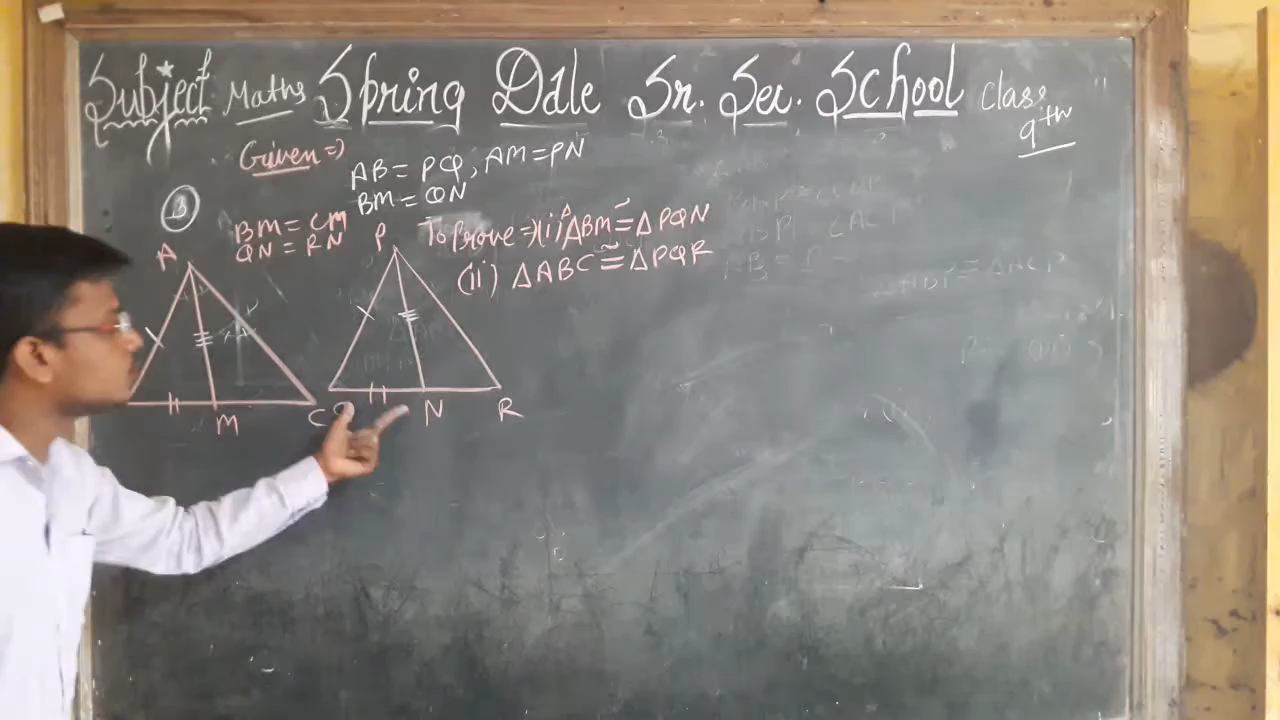 Subject Maths Spring Dale Sr. Sec. School Class 9th
Given ⇒
AB = PQ, AM = PN
BM = QN
3
BM = CM
QN = RN
To Prove ⇒ (i) ΔABM ≅ ΔPQN
(ii) ΔABC ≅ ΔPQR
A
P
M
C
Q
N
R